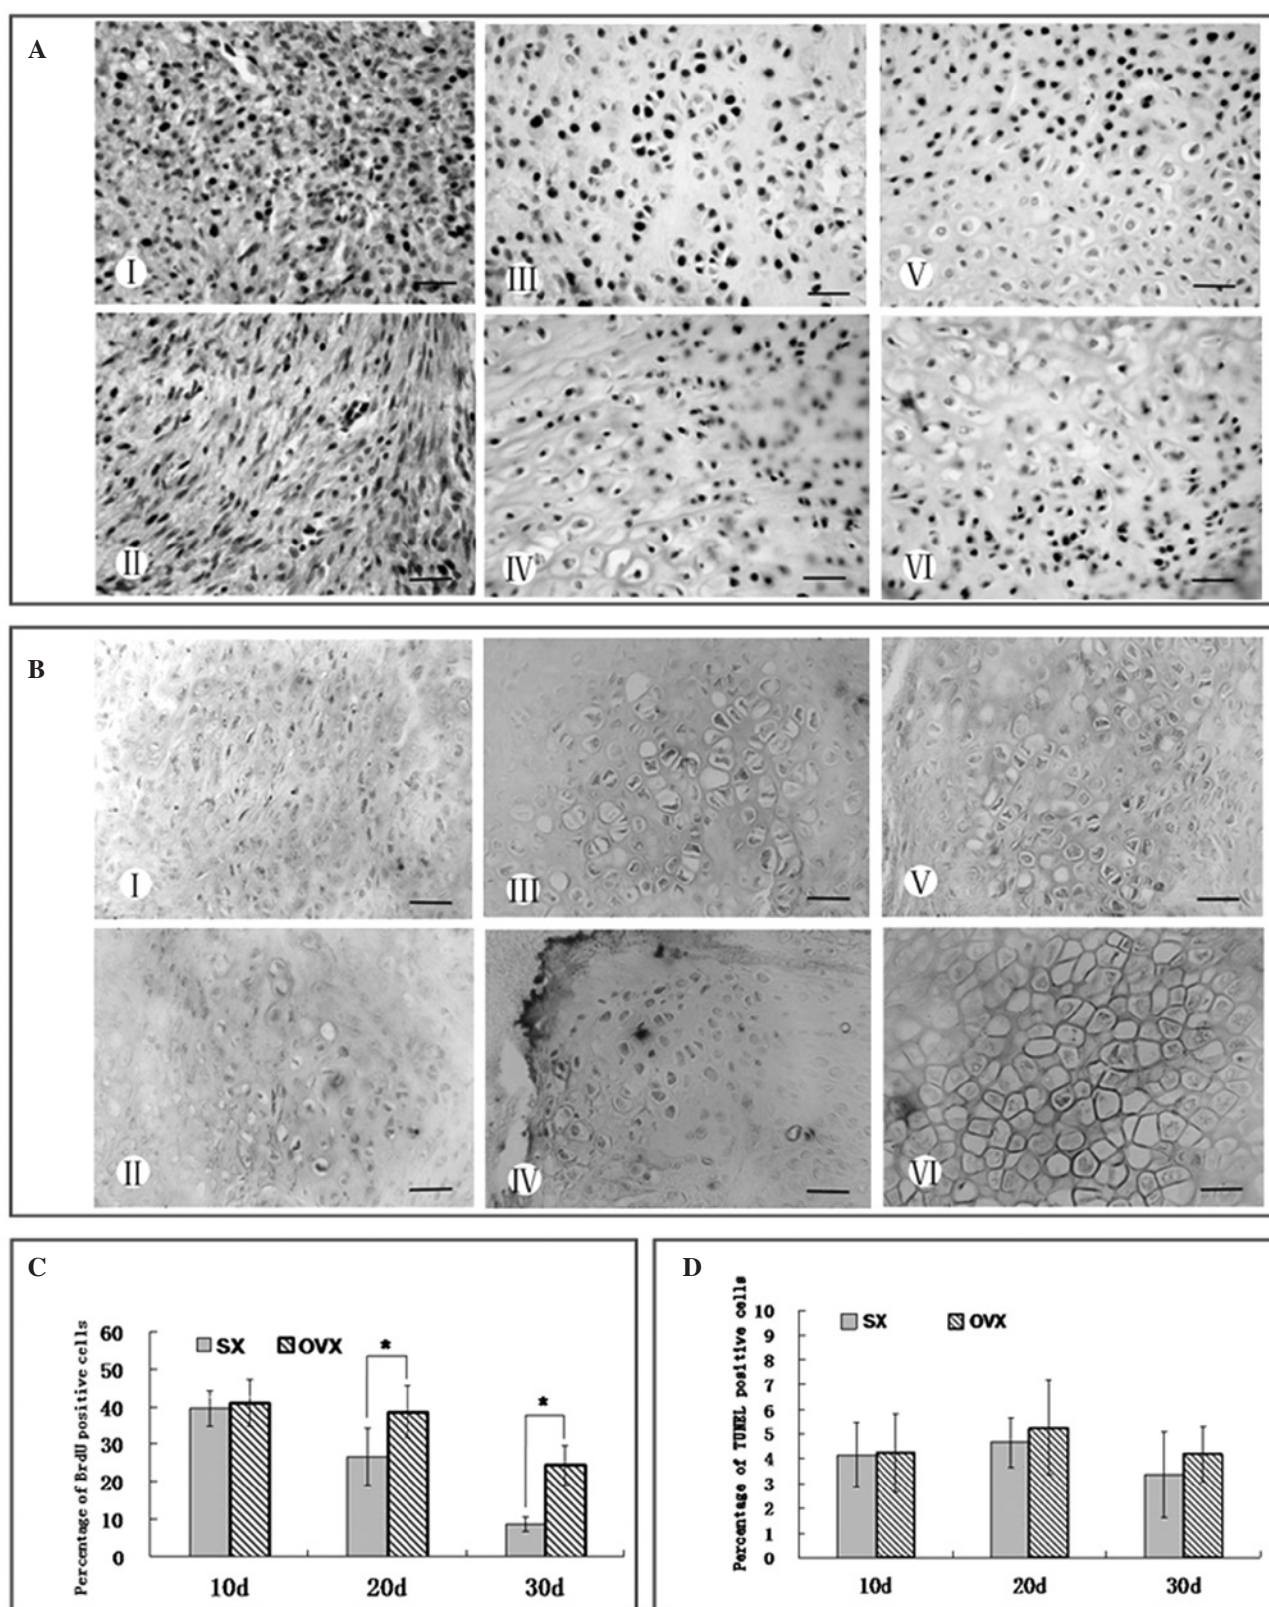 A
I
III
V
II
IV
VI
B
I
III
V
II
IV
VI
C
Percentage of BrdU positive cells
60
50
40
30
20
10
0
SX
OVX
*
*
10d
20d
30d
D
Percentage of TUNEL positive cells
10
9
8
7
6
5
4
3
2
1
0
SX
OVX
10d
20d
30d